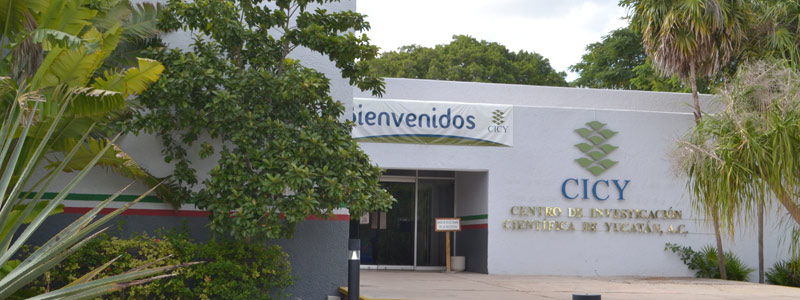 Bienvenidos
CICY
CICY
CENTRO DE INVESTIGACIÓN
CIENTÍFICA DE YUCATÁN, A.C.